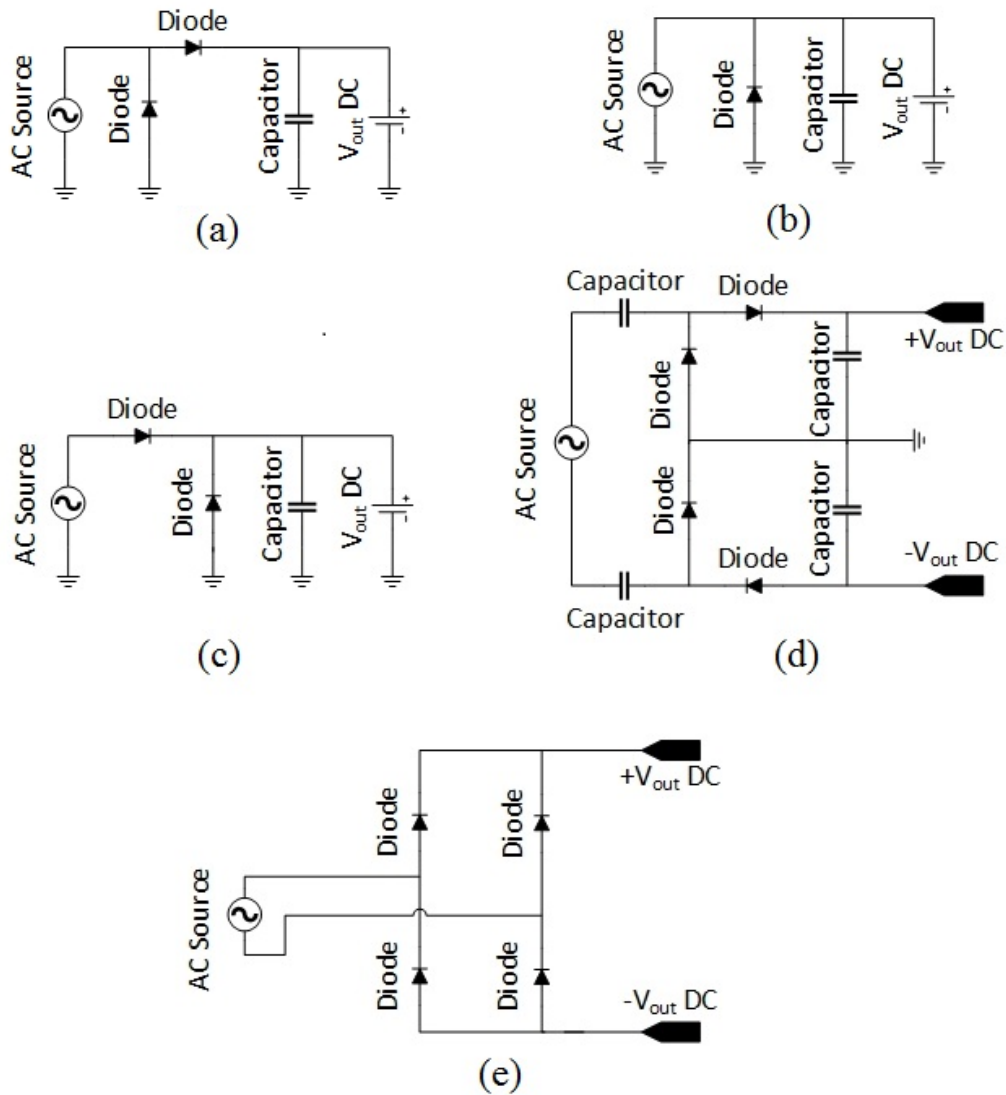 Diode
AC Source
Diode
Capacitor
Vout DC
+
-
(a)
AC Source
Diode
Capacitor
Vout DC
+
-
(b)
Diode
AC Source
Diode
Capacitor
Vout DC
+
-
(c)
Capacitor
Diode
+Vout DC
AC Source
Diode
Capacitor
Diode
Capacitor
Diode
-Vout DC
Capacitor
(d)
+Vout DC
Diode
Diode
AC Source
Diode
Diode
-Vout DC
(e)